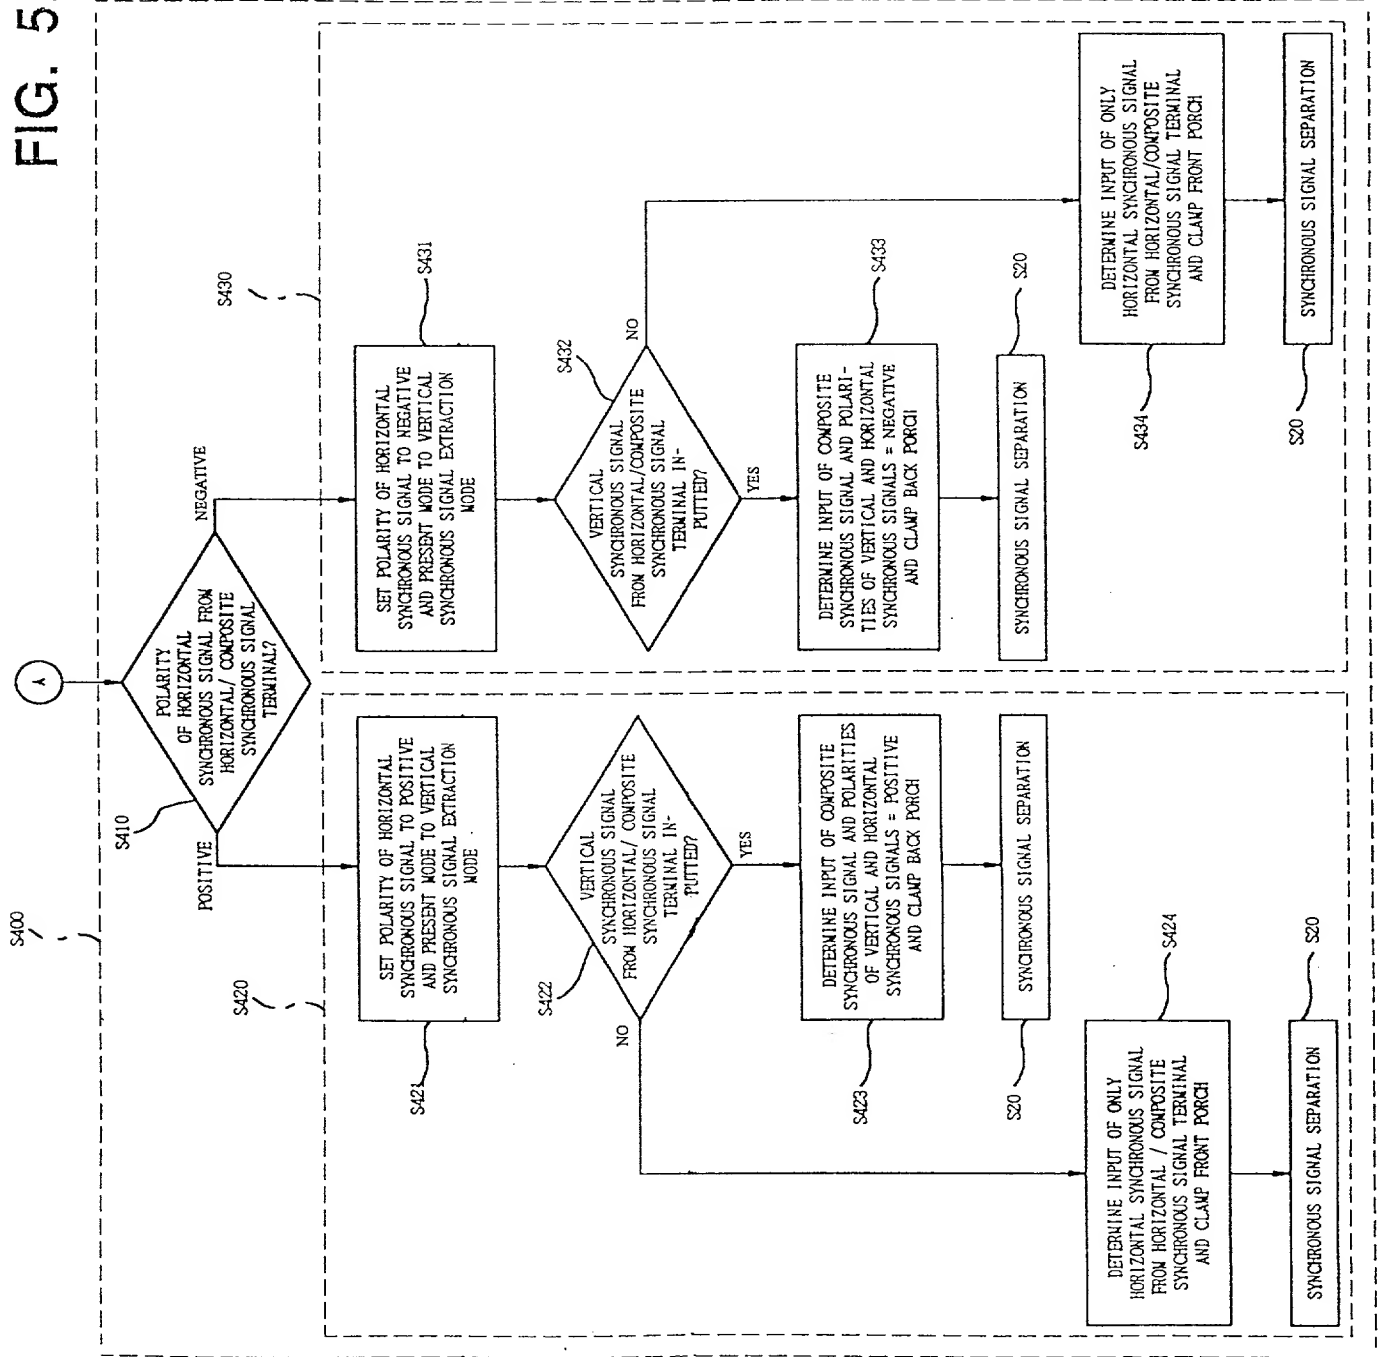 FIG. 5
A
S400
S410
POLARITY
OF HORIZONTAL
SYNCHRONOUS SIGNAL FROM
HORIZONTAL/ COMPOSITE
SYNCHRONOUS SIGNAL
TERMINAL?
POSITIVE
NEGATIVE
S420
S421
SET POLARITY OF HORIZONTAL
SYNCHRONOUS SIGNAL TO POSITIVE
AND PRESENT MODE TO VERTICAL
SYNCHRONOUS SIGNAL EXTRACTION
MODE
S422
VERTICAL
SYNCHRONOUS SIGNAL
FROM HORIZONTAL/ COMPOSITE
SYNCHRONOUS SIGNAL
TERMINAL IN-
PUTTED?
NO
YES
S423
DETERMINE INPUT OF COMPOSITE
SYNCHRONOUS SIGNAL AND POLARITIES
OF VERTICAL AND HORIZONTAL
SYNCHRONOUS SIGNALS = POSITIVE
AND CLAMP BACK PORCH
S20
SYNCHRONOUS SIGNAL SEPARATION
S424
DETERMINE INPUT OF ONLY
HORIZONTAL SYNCHRONOUS SIGNAL
FROM HORIZONTAL / COMPOSITE
SYNCHRONOUS SIGNAL TERMINAL
AND CLAMP FRONT PORCH
S20
SYNCHRONOUS SIGNAL SEPARATION
S430
S431
SET POLARITY OF HORIZONTAL
SYNCHRONOUS SIGNAL TO NEGATIVE
AND PRESENT MODE TO VERTICAL
SYNCHRONOUS SIGNAL EXTRACTION
MODE
S432
VERTICAL
SYNCHRONOUS SIGNAL
FROM HORIZONTAL/COMPOSITE
SYNCHRONOUS SIGNAL
TERMINAL IN-
PUTTED?
NO
YES
S433
DETERMINE INPUT OF COMPOSITE
SYNCHRONOUS SIGNAL AND POLARI-
TIES OF VERTICAL AND HORIZONTAL
SYNCHRONOUS SIGNALS = NEGATIVE
AND CLAMP BACK PORCH
S20
SYNCHRONOUS SIGNAL SEPARATION
S434
DETERMINE INPUT OF ONLY
HORIZONTAL SYNCHRONOUS SIGNAL
FROM HORIZONTAL/COMPOSITE
SYNCHRONOUS SIGNAL TERMINAL
AND CLAMP FRONT PORCH
S20
SYNCHRONOUS SIGNAL SEPARATION